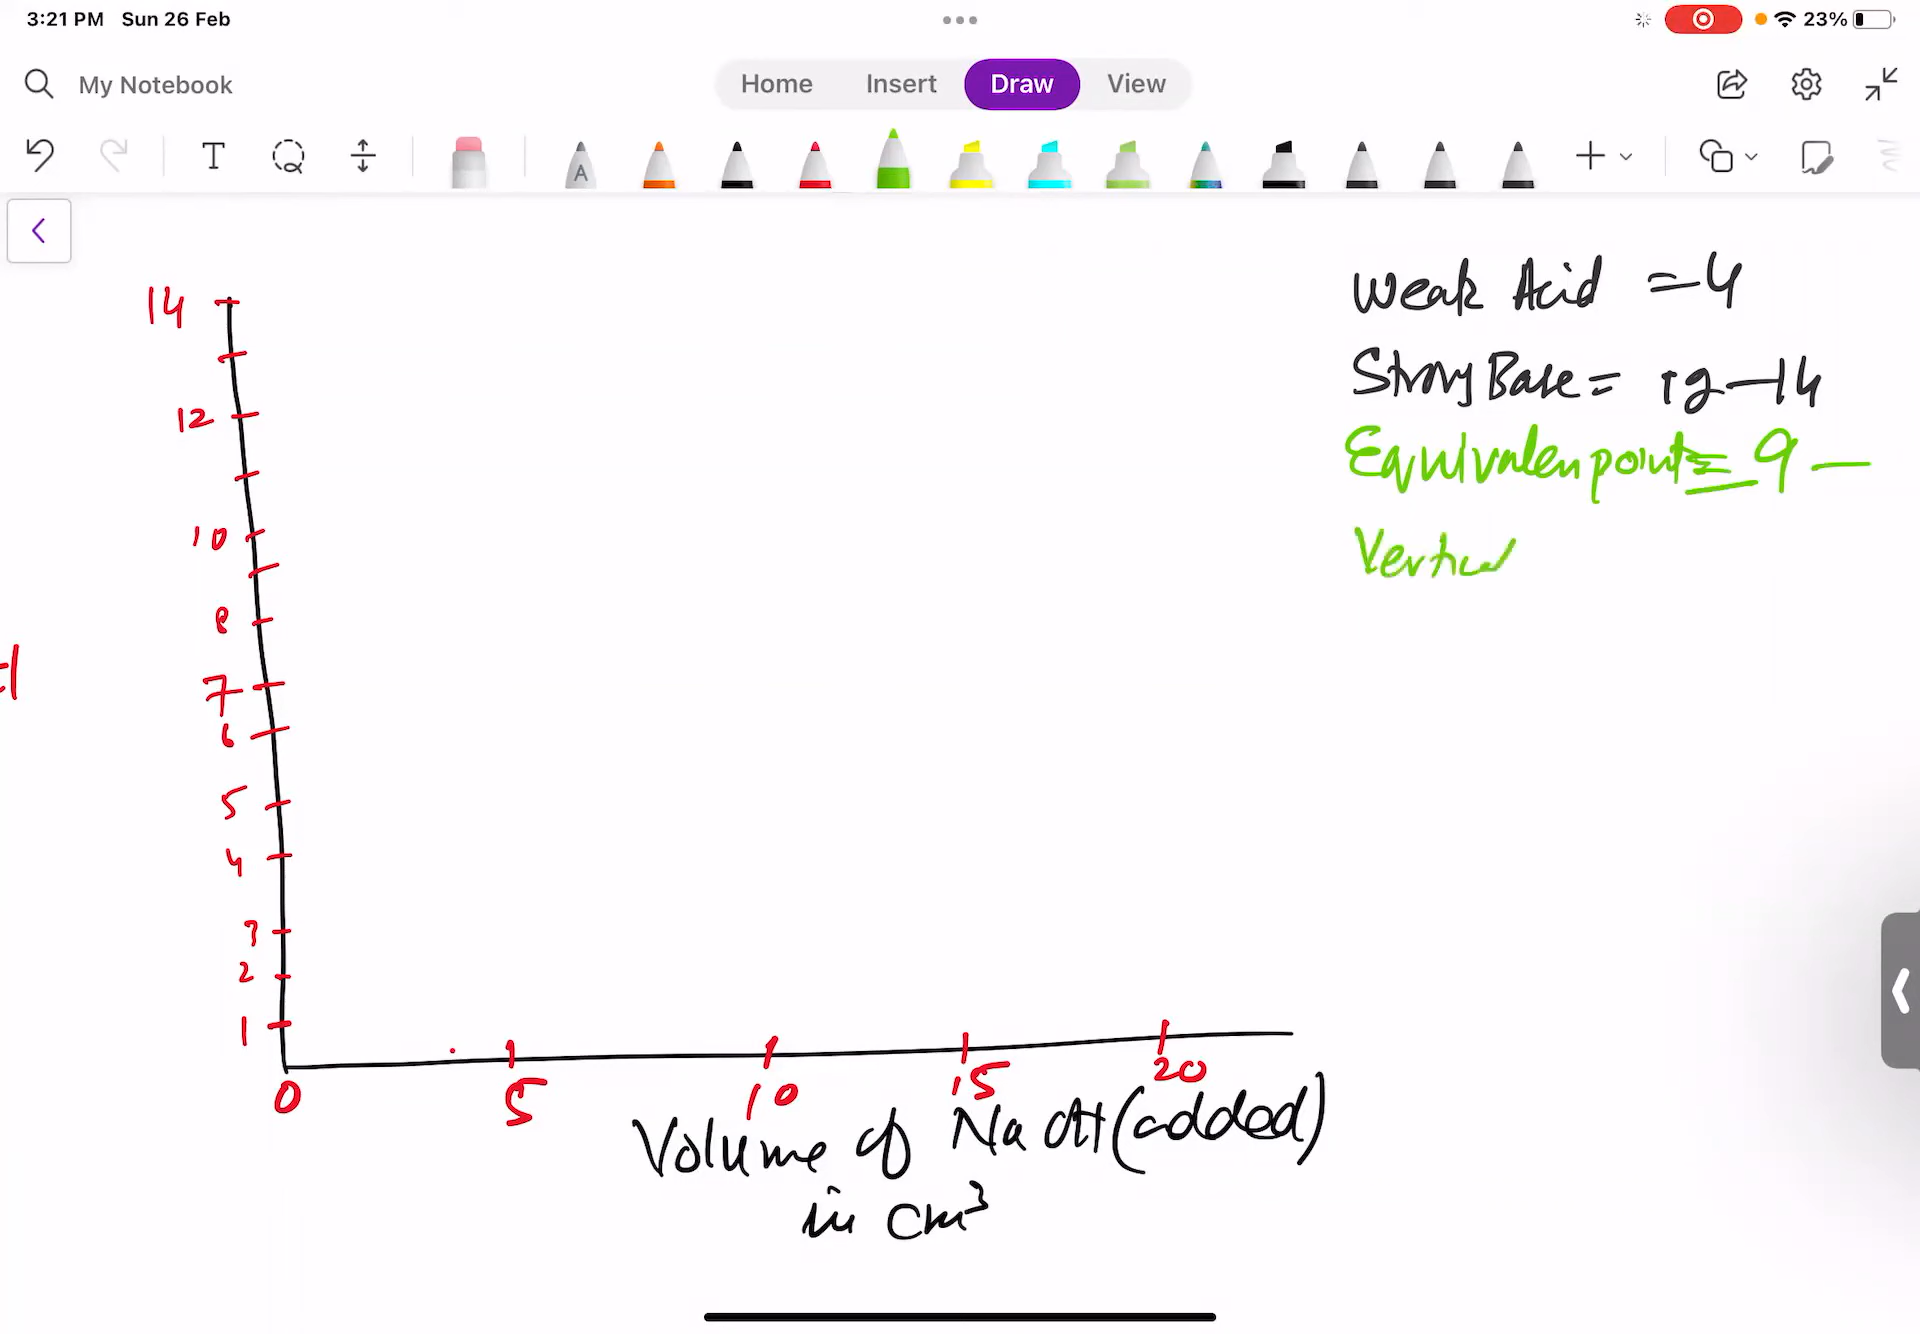 3:21 PM Sun 26 Feb
23%
My Notebook
Home Insert Draw View
T
A
14
12
10
8
7
6
5
4
3
2
1
0 5 10 15 20
Volume of NaOH (added)
in cm³
Weak Acid = 4
Strong Base = 12-14
Equivalen point = 9 -
Vertical